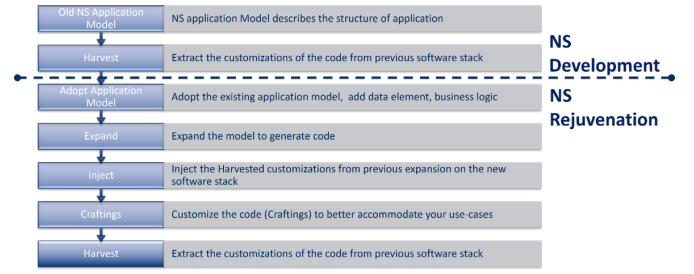 Old NS Application
Model
NS application Model describes the structure of application
Harvest
Extract the customizations of the code from previous software stack
NS
Development
Adopt Application
Model
Adopt the existing application model, add data element, business logic
NS
Rejuvenation
Expand
Expand the model to generate code
Inject
Inject the Harvested customizations from previous expansion on the new
software stack
Craftings
Customize the code (Craftings) to better accommodate your use-cases
Harvest
Extract the customizations of the code from previous software stack